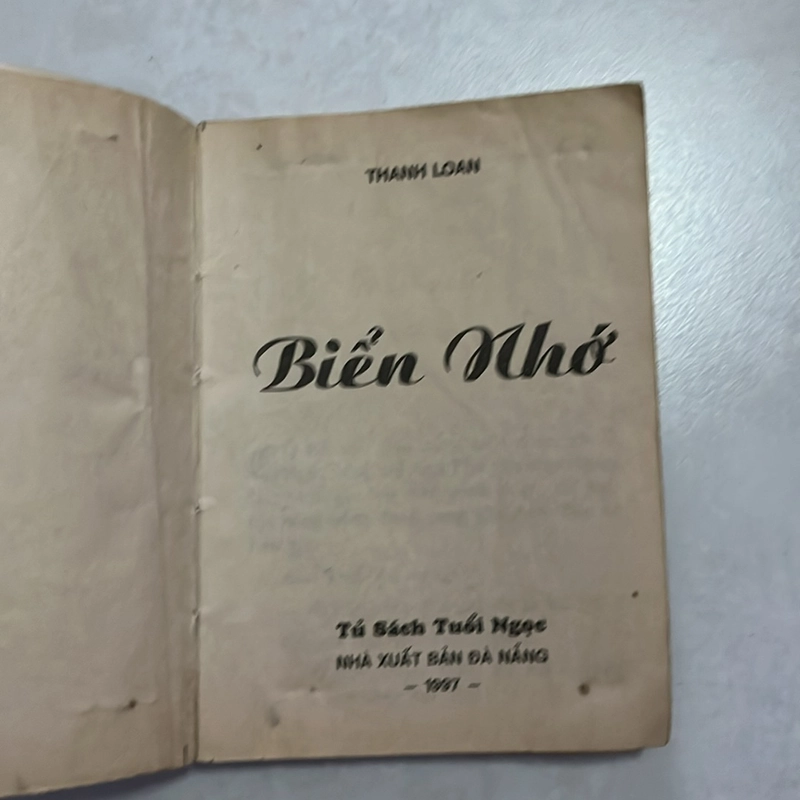 THANH LOAN
Biển Nhớ
Tủ Sách Tuổi Ngọc
NHÀ XUẤT BẢN ĐÀ NẴNG
– 1997 –